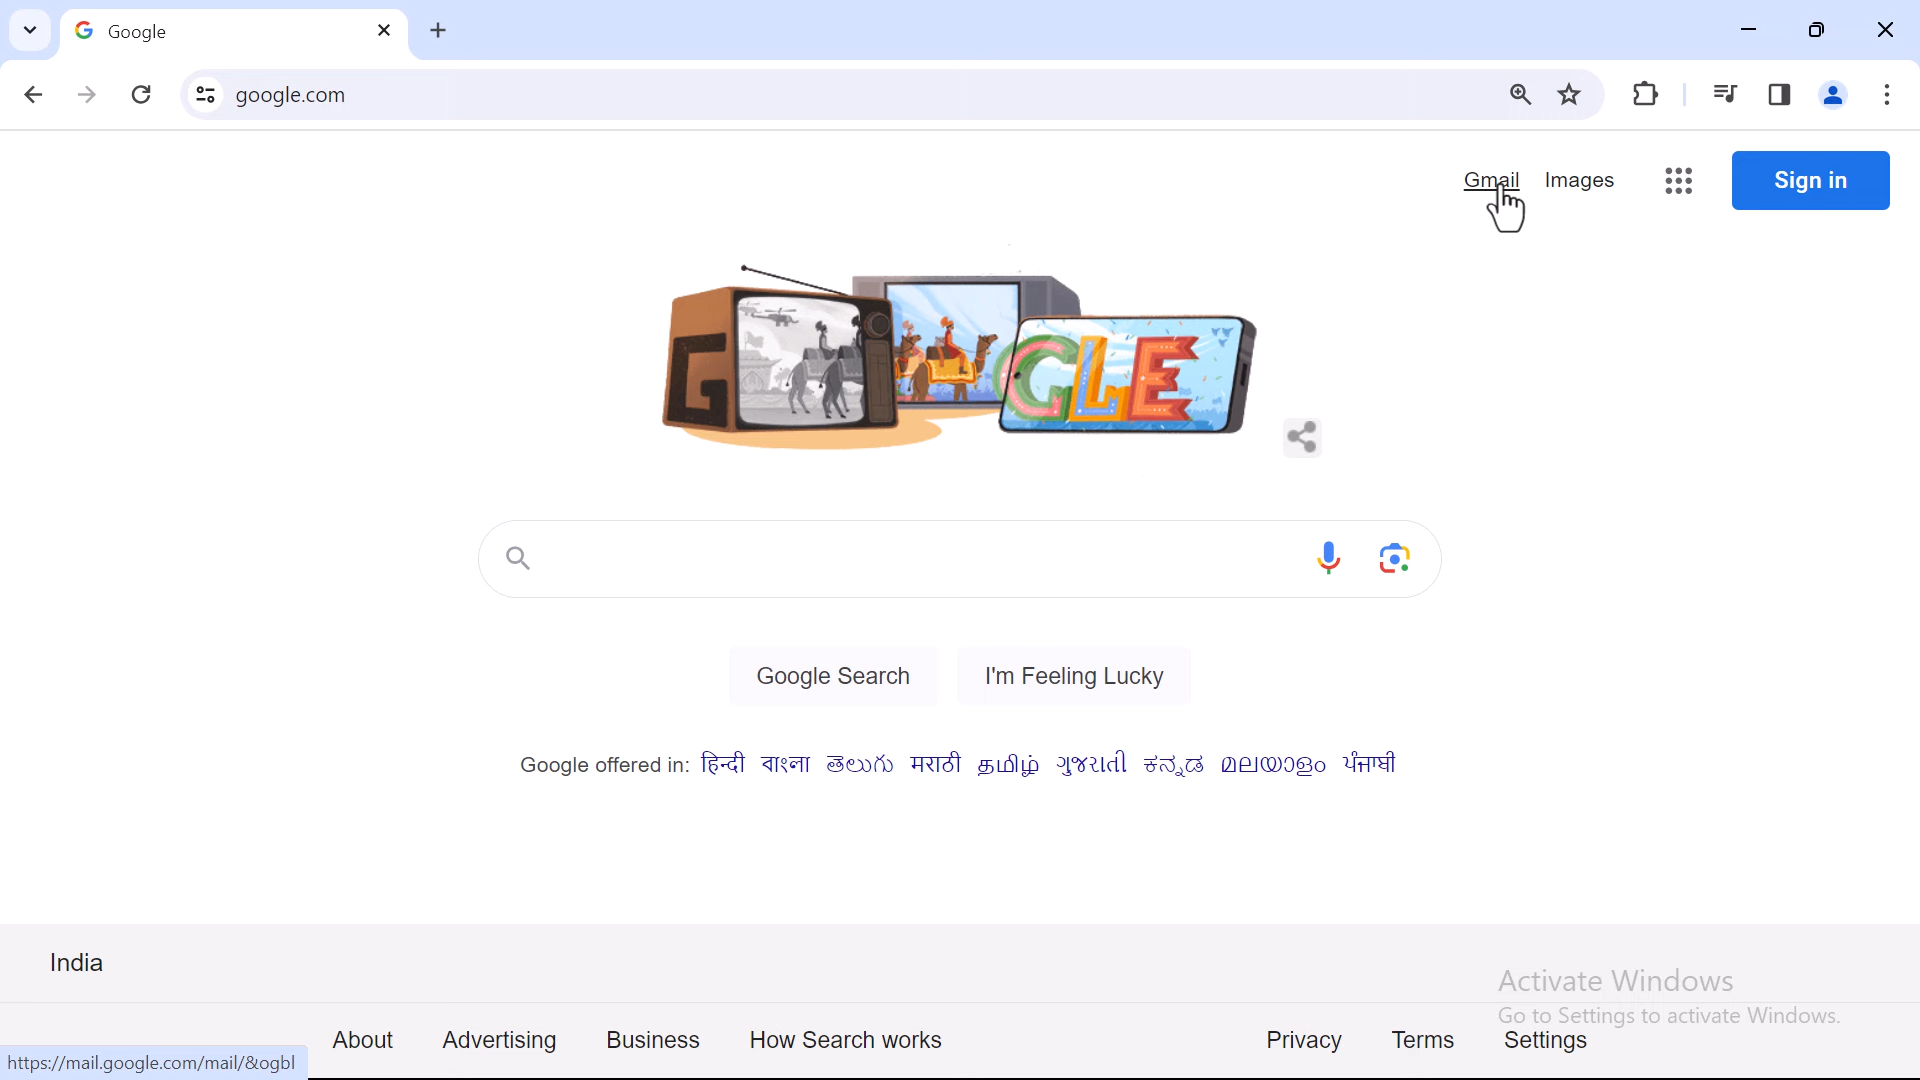 Google
google.com
Gmail Images Sign in
G GLE
Google Search I'm Feeling Lucky
Google offered in: हिन्दी বাংলা తెలుగు मराठी தமிழ் ગુજરાતી ಕನ್ನಡ മലയാളം ਪੰਜਾਬੀ
India
Activate Windows
Go to Settings to activate Windows.
About Advertising Business How Search works Privacy Terms Settings
https://mail.google.com/mail/&ogbl